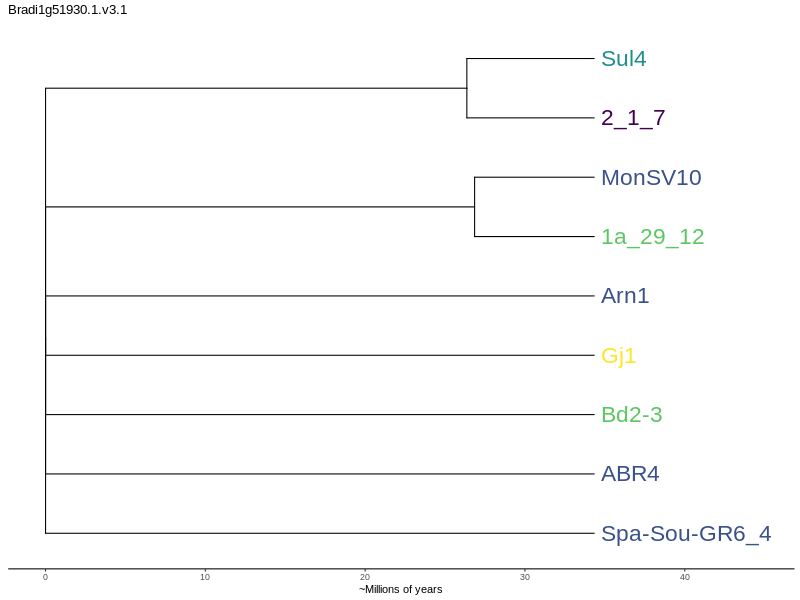 Bradi1g51930.1.v3.1
Sul4
2_1_7
MonSV10
1a_29_12
Arn1
Gj1
Bd2-3
ABR4
Spa-Sou-GR6_4
0 10 20 30 40
~Millions of years